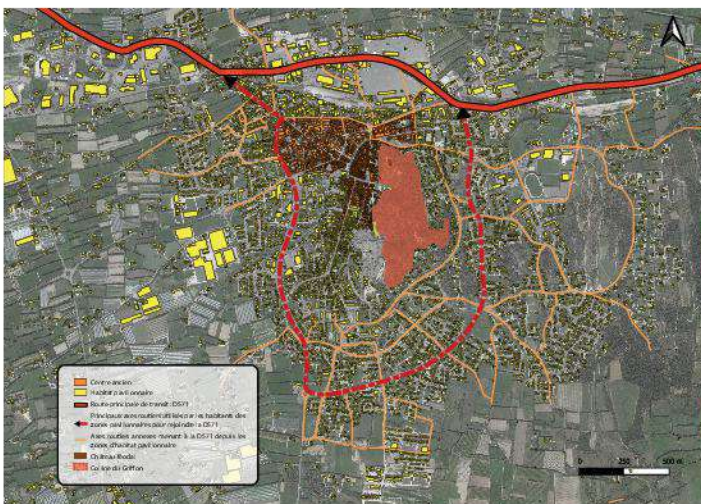 Centre ancien
Habitat pavillonnaire
Route principale de transit : D571
Principaux axes routiers utilisés par les habitants des
zones pavillonnaires pour rejoindre la D571
Axes routiers annexes menant à la D571 depuis les
zones d'habitat pavillonnaire
Château féodal
Colline du Griffon
0 250 500 m